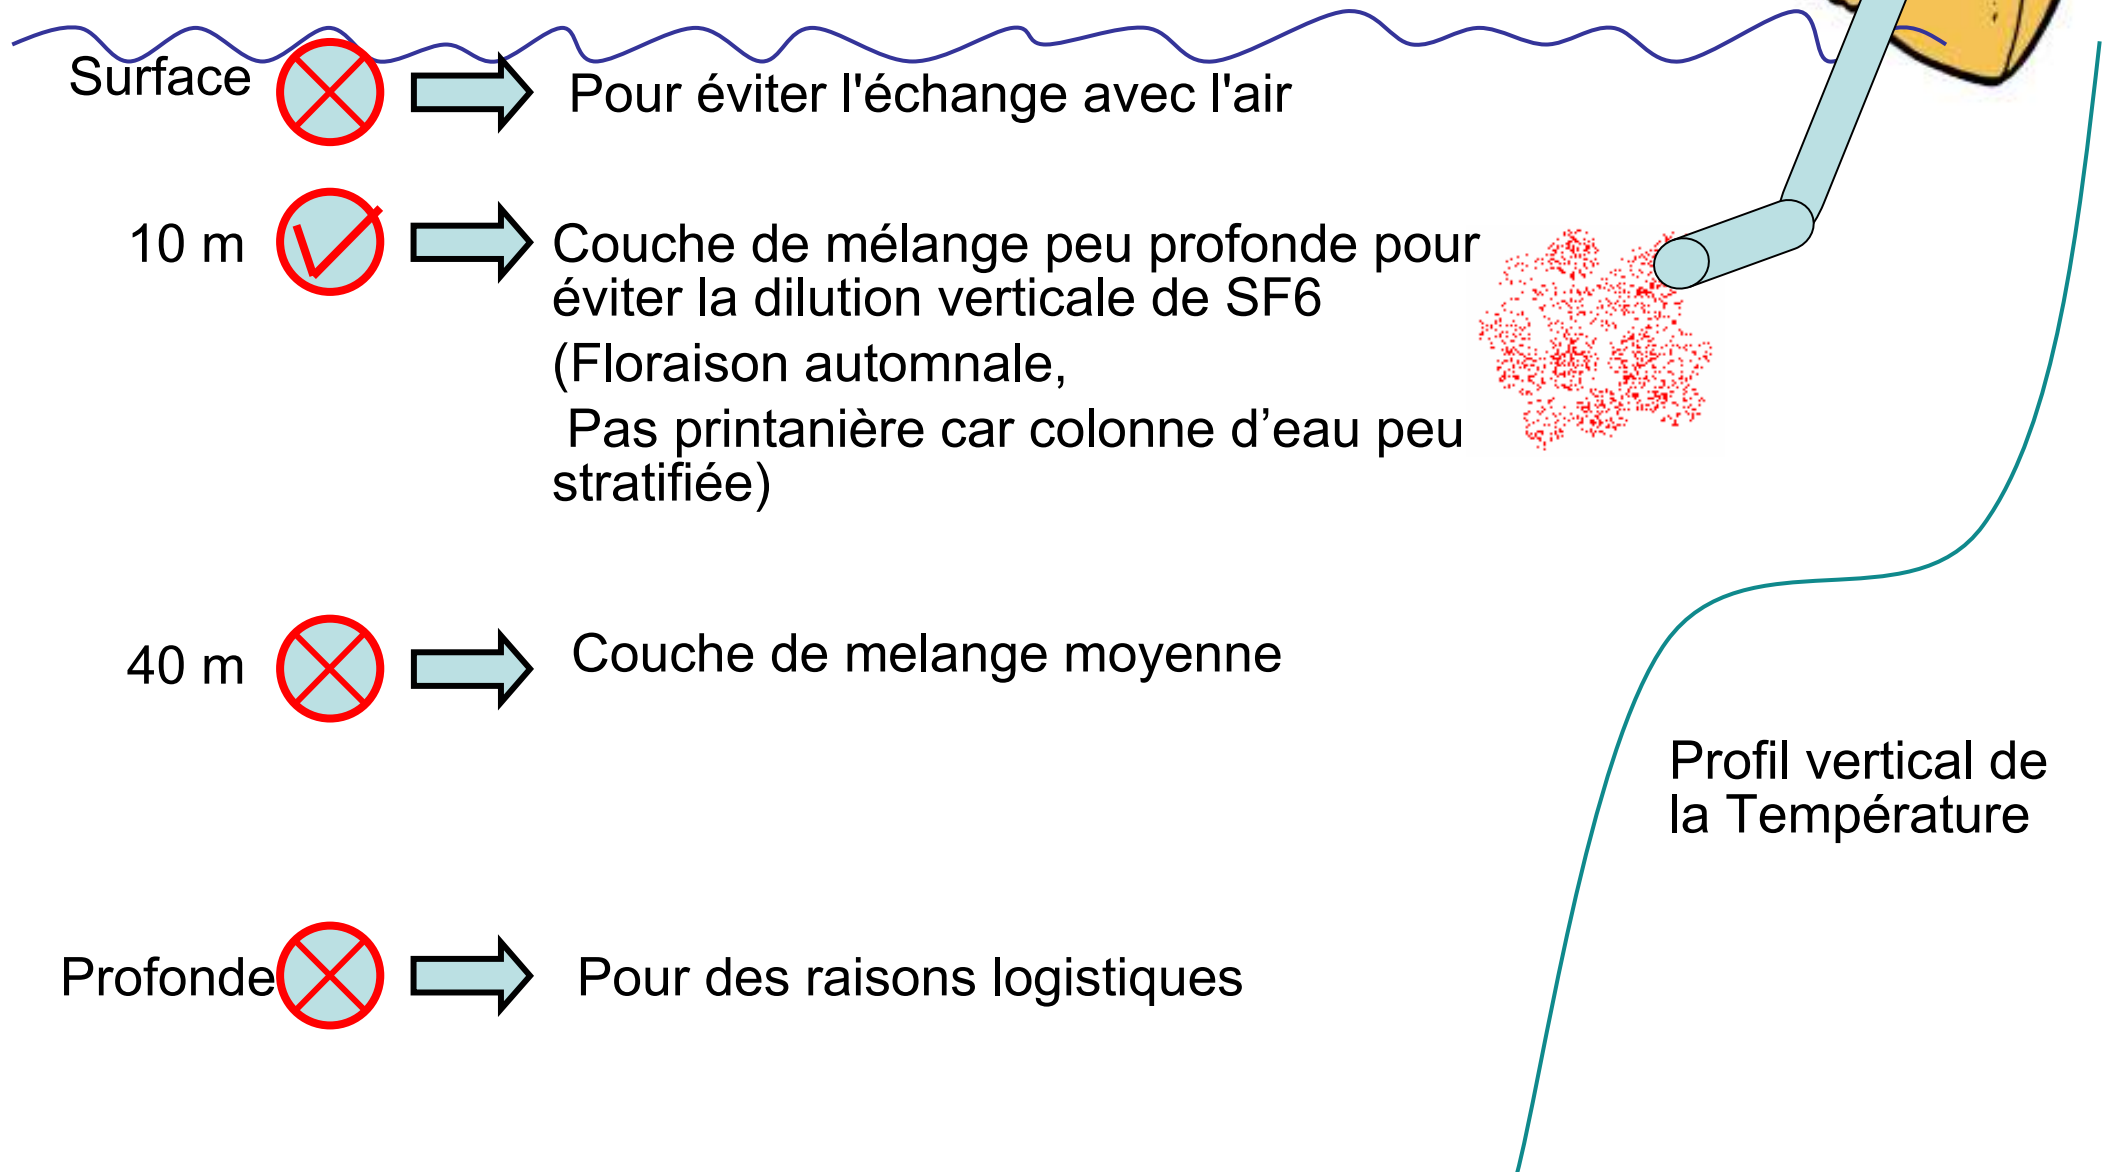 Surface
Pour éviter l'échange avec l'air
10 m
Couche de mélange peu profonde pour
éviter la dilution verticale de SF6
(Floraison automnale,
Pas printanière car colonne d’eau peu
stratifiée)
40 m
Couche de melange moyenne
Profil vertical de
la Température
Profonde
Pour des raisons logistiques